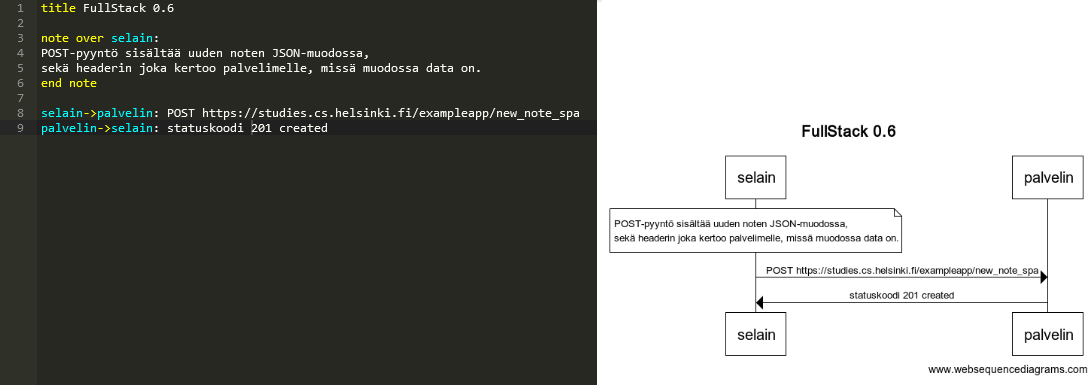 1 title FullStack 0.6
2
3 note over selain:
4 POST-pyyntö sisältää uuden noten JSON-muodossa,
5 sekä headerin joka kertoo palvelimelle, missä muodossa data on.
6 end note
7
8 selain->palvelin: POST https://studies.cs.helsinki.fi/exampleapp/new_note_spa
9 palvelin->selain: statuskoodi 201 created
FullStack 0.6
selain palvelin
POST-pyyntö sisältää uuden noten JSON-muodossa,
sekä headerin joka kertoo palvelimelle, missä muodossa data on.
POST https://studies.cs.helsinki.fi/exampleapp/new_note_spa
statuskoodi 201 created
selain palvelin
www.websequencediagrams.com